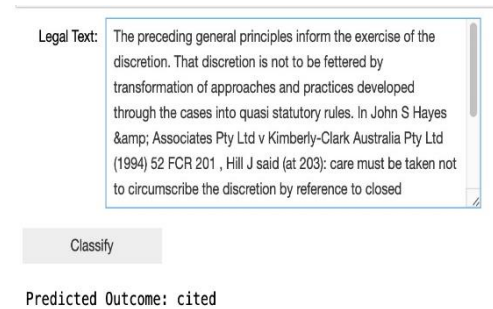 Legal Text:
The preceding general principles inform the exercise of the
discretion. That discretion is not to be fettered by
transformation of approaches and practices developed
through the cases into quasi statutory rules. In John S Hayes
&amp; Associates Pty Ltd v Kimberly-Clark Australia Pty Ltd
(1994) 52 FCR 201 , Hill J said (at 203): care must be taken not
to circumscribe the discretion by reference to closed
Classify
Predicted Outcome: cited